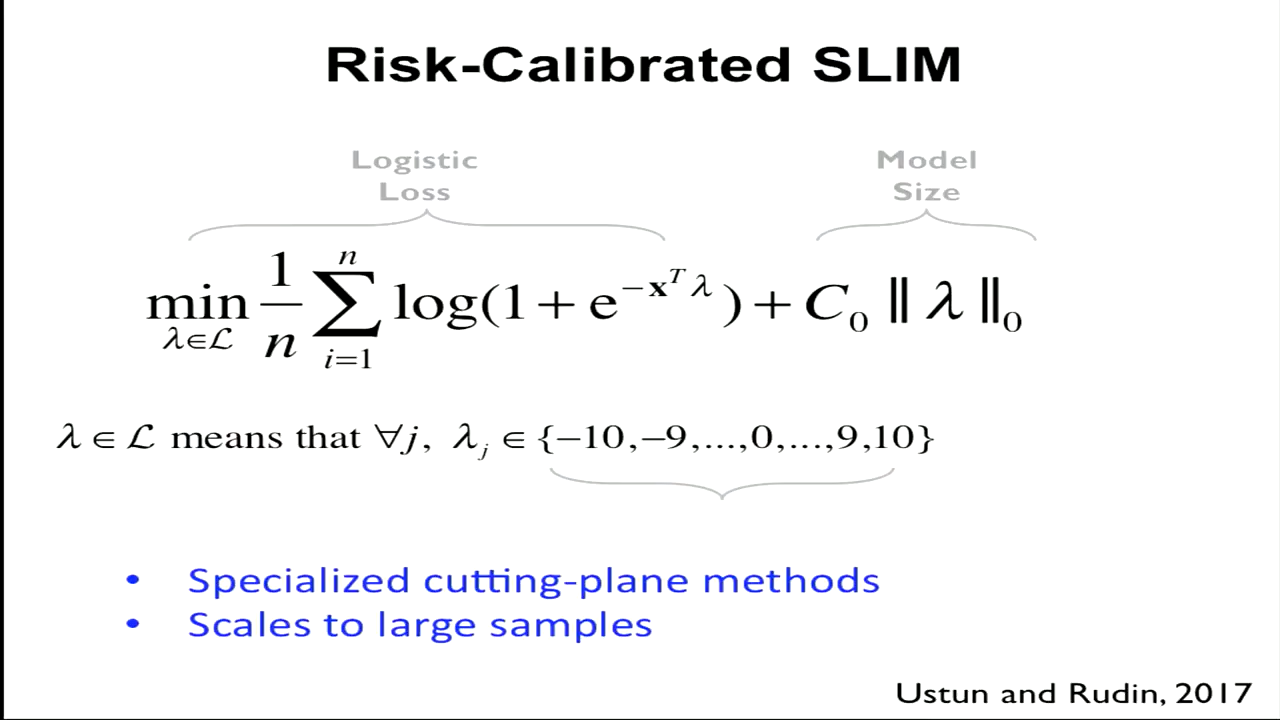 Risk-Calibrated SLIM
Logistic Loss
Model Size
min_{λ∈ℒ} 1/n ∑_{i=1}^{n} log(1 + e^{−x^T λ}) + C_0 ‖ λ ‖_0
λ ∈ ℒ means that ∀j, λ_j ∈ {−10,−9,...,0,...,9,10}
• Specialized cutting-plane methods
• Scales to large samples
Ustun and Rudin, 2017